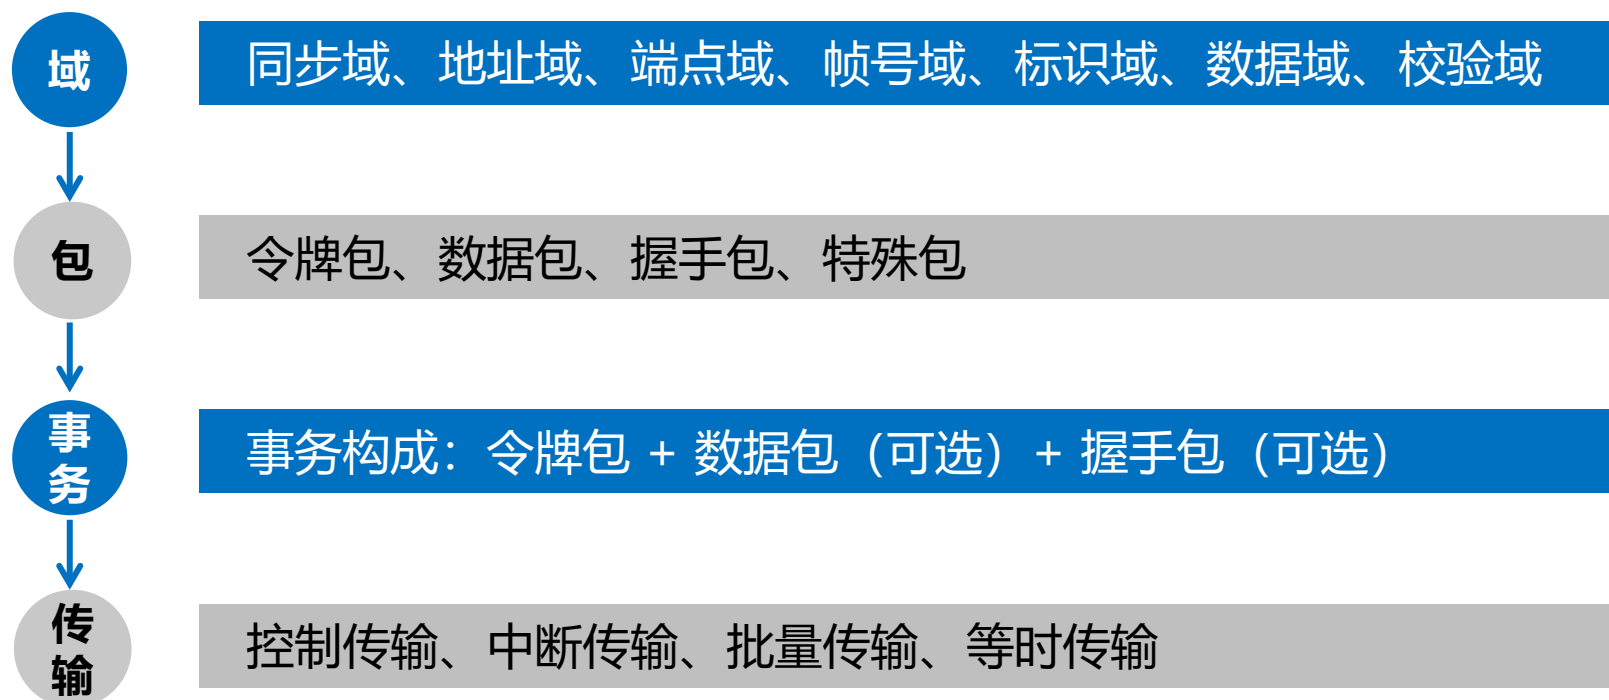 域
同步域、地址域、端点域、帧号域、标识域、数据域、校验域
包
令牌包、数据包、握手包、特殊包
事
务
事务构成：令牌包 + 数据包（可选）+ 握手包（可选）
传
输
控制传输、中断传输、批量传输、等时传输